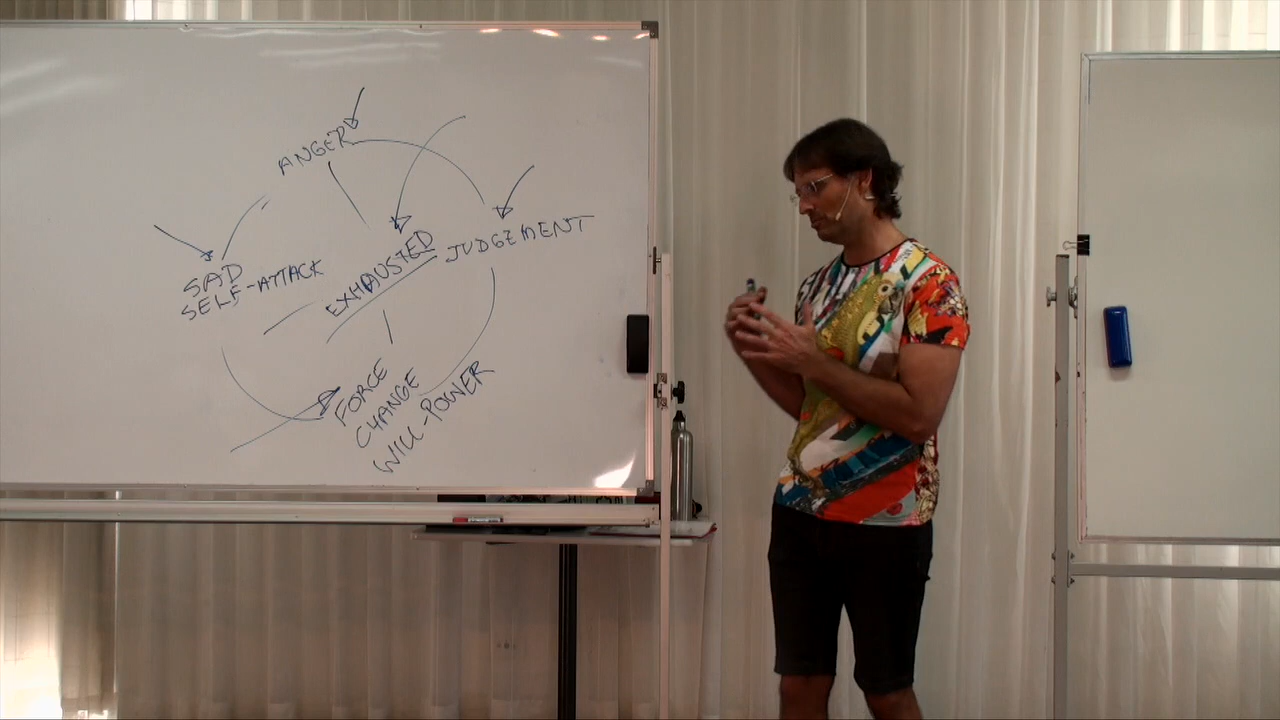 ANGER
JUDGEMENT
EXHAUSTED
SAD
SELF-ATTACK
FORCE
CHANGE
WILL-POWER